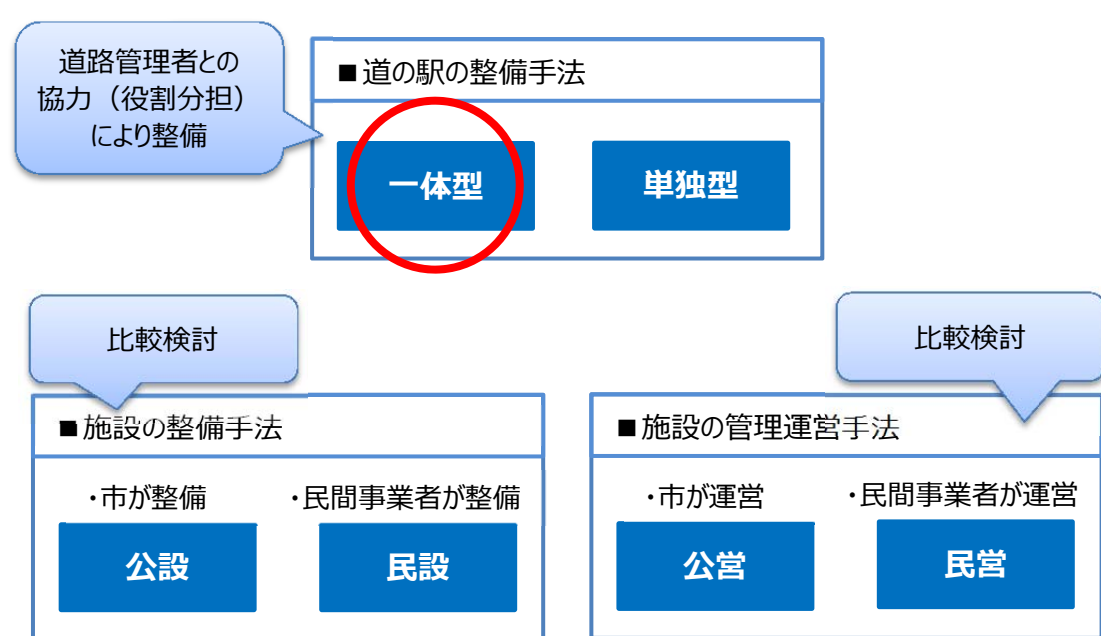 道路管理者との
協力（役割分担）
により整備
■道の駅の整備手法
一体型
単独型
比較検討
■施設の整備手法
・市が整備
・民間事業者が整備
公設
民設
比較検討
■施設の管理運営手法
・市が運営
・民間事業者が運営
公営
民営